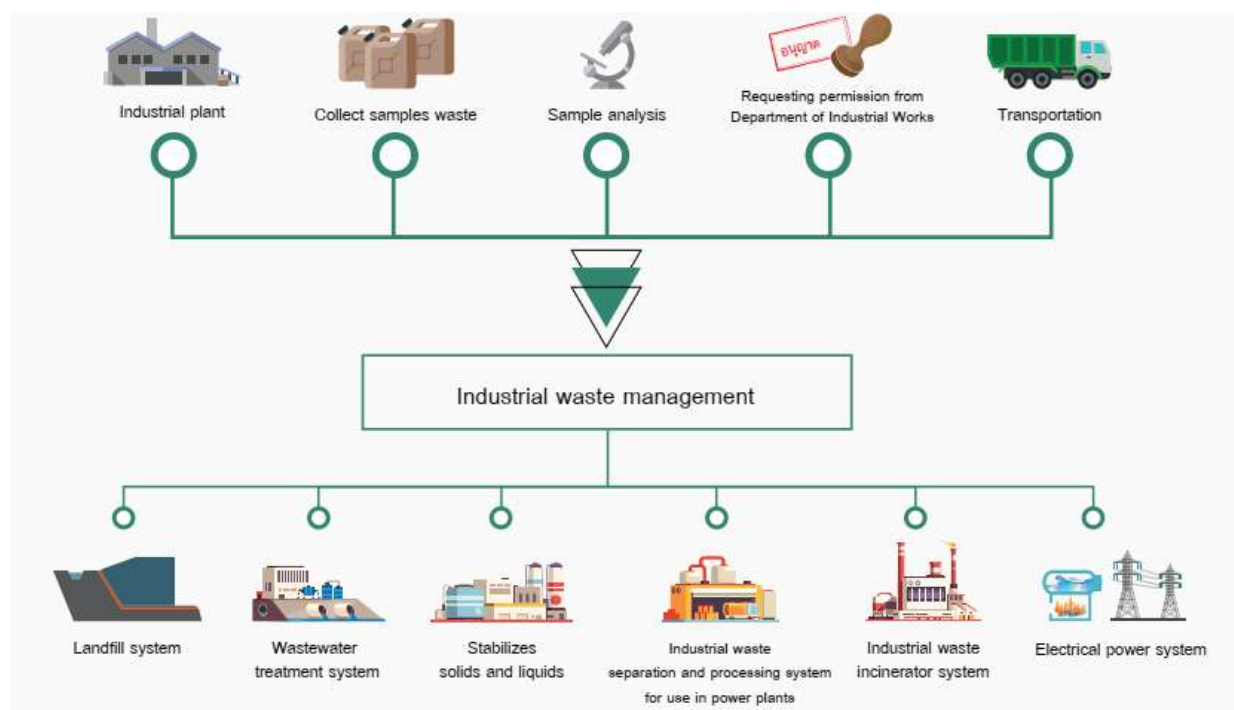 อนุญาต
Industrial plant
Collect samples waste
Sample analysis
Requesting permission from
Department of Industrial Works
Transportation
Industrial waste management
Landfill system
Wastewater
treatment system
Stabilizes
solids and liquids
Industrial waste
separation and processing system
for use in power plants
Industrial waste
incinerator system
Electrical power system